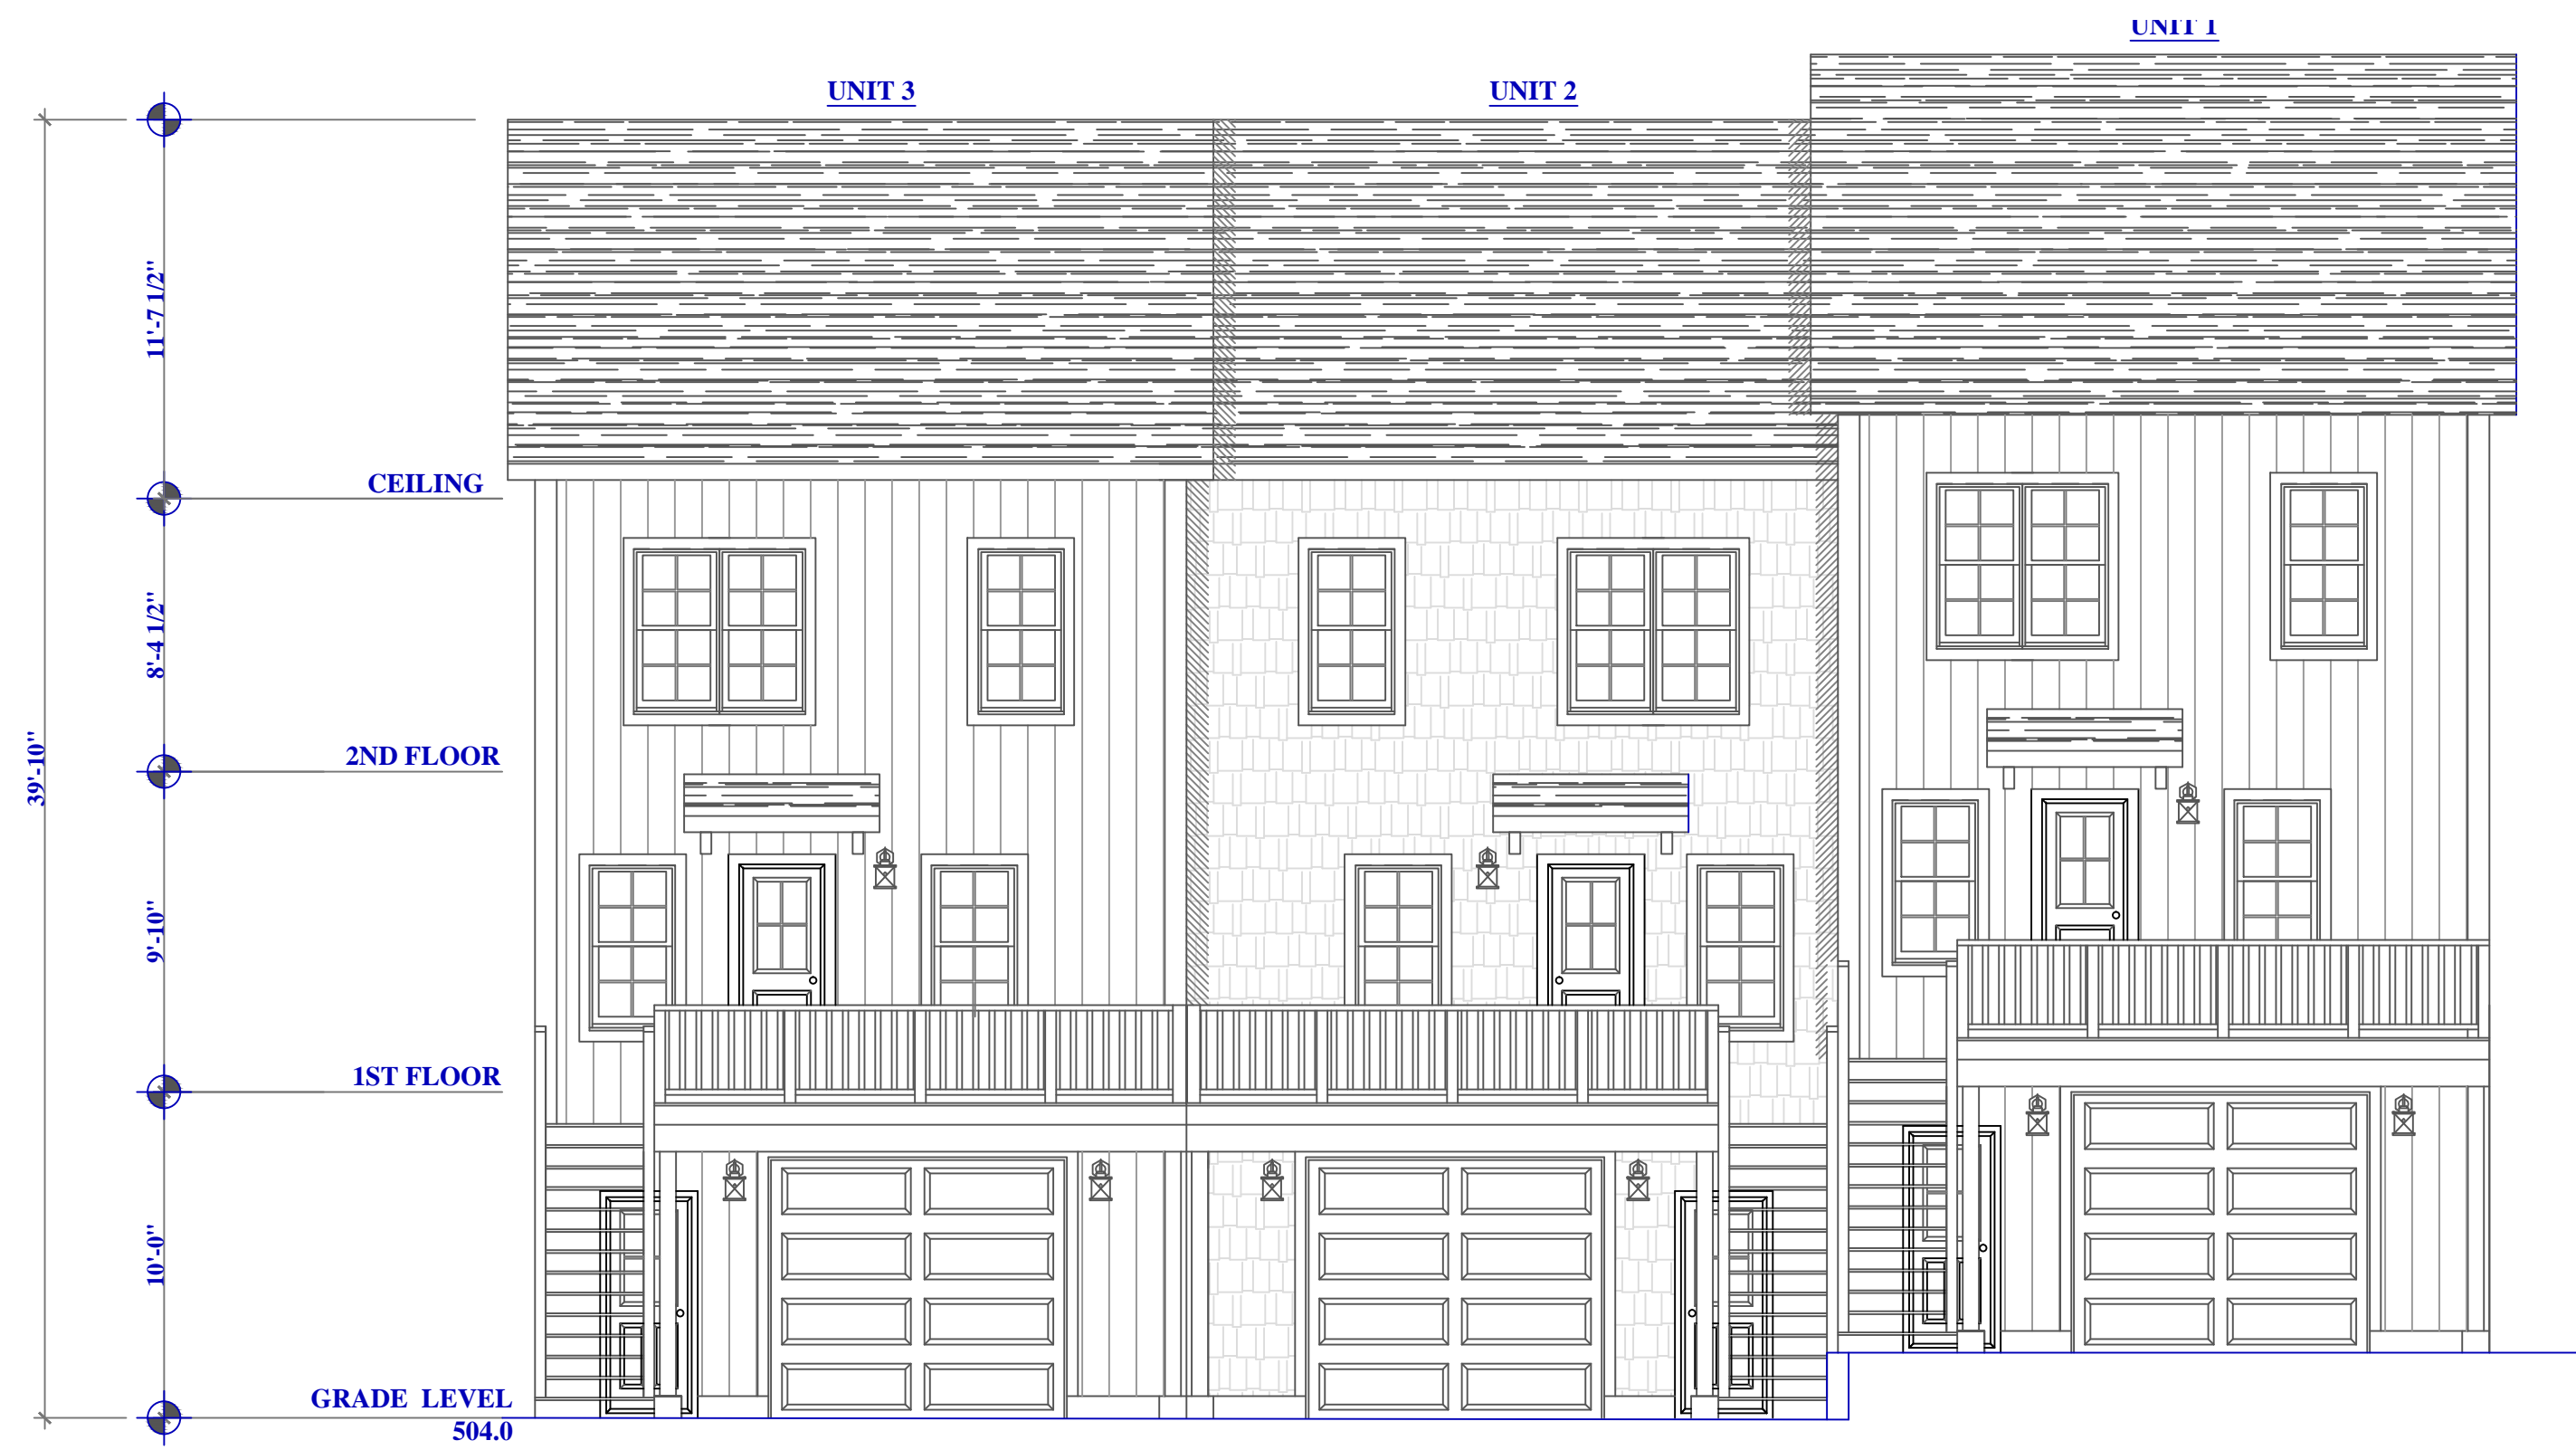 UNIT 1
UNIT 3
UNIT 2
11'-7 1/2"
CEILING
8'-4 1/2"
39'-10"
2ND FLOOR
9'-10"
1ST FLOOR
10'-0"
GRADE LEVEL
504.0